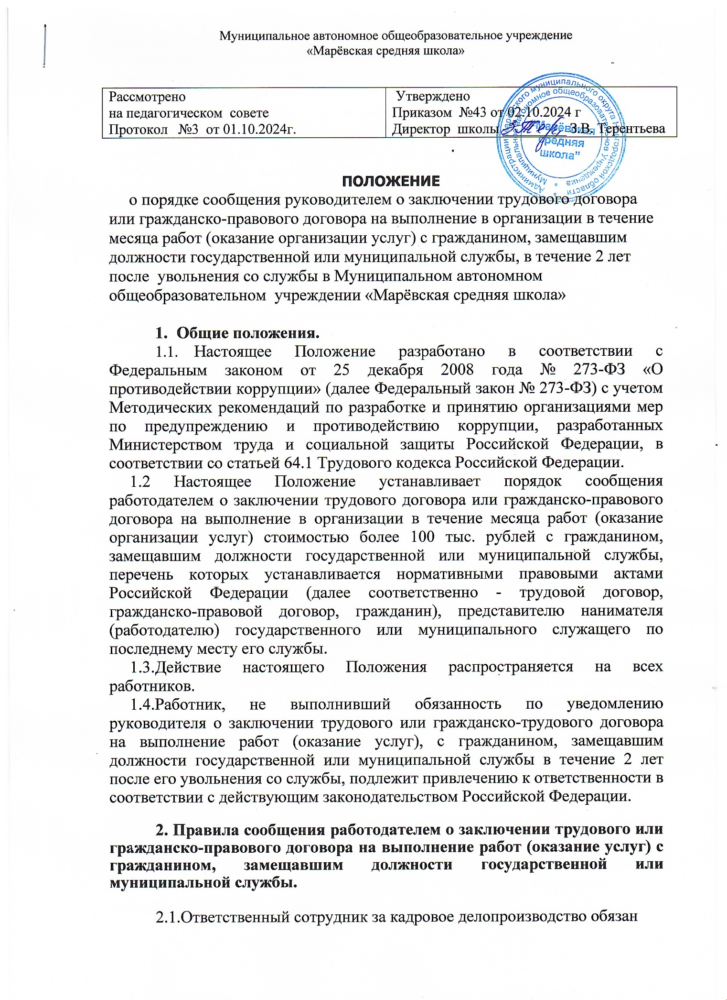 Муниципальное автономное общеобразовательное учреждение
«Марёвская средняя школа»
Рассмотрено
на педагогическом совете
Протокол №3 от 01.10.2024г.
Утверждено
Приказом №43 от 02.10.2024 г
Директор школы З.В. Терентьева
Администрации Марёвского муниципального округа Новгородской области
Муниципальное автономное общеобразовательное учреждение
"Марёвская
средняя
школа"
ПОЛОЖЕНИЕ
о порядке сообщения руководителем о заключении трудового договора
или гражданско-правового договора на выполнение в организации в течение
месяца работ (оказание организации услуг) с гражданином, замещавшим
должности государственной или муниципальной службы, в течение 2 лет
после увольнения со службы в Муниципальном автономном
общеобразовательном учреждении «Марёвская средняя школа»
1. Общие положения.
1.1. Настоящее Положение разработано в соответствии с
Федеральным законом от 25 декабря 2008 года № 273-ФЗ «О
противодействии коррупции» (далее Федеральный закон № 273-ФЗ) с учетом
Методических рекомендаций по разработке и принятию организациями мер
по предупреждению и противодействию коррупции, разработанных
Министерством труда и социальной защиты Российской Федерации, в
соответствии со статьей 64.1 Трудового кодекса Российской Федерации.
1.2 Настоящее Положение устанавливает порядок сообщения
работодателем о заключении трудового договора или гражданско-правового
договора на выполнение в организации в течение месяца работ (оказание
организации услуг) стоимостью более 100 тыс. рублей с гражданином,
замещавшим должности государственной или муниципальной службы,
перечень которых устанавливается нормативными правовыми актами
Российской Федерации (далее соответственно - трудовой договор,
гражданско-правовой договор, гражданин), представителю нанимателя
(работодателю) государственного или муниципального служащего по
последнему месту его службы.
1.3.Действие настоящего Положения распространяется на всех
работников.
1.4.Работник, не выполнивший обязанность по уведомлению
руководителя о заключении трудового или гражданско-трудового договора
на выполнение работ (оказание услуг), с гражданином, замещавшим
должности государственной или муниципальной службы в течение 2 лет
после его увольнения со службы, подлежит привлечению к ответственности в
соответствии с действующим законодательством Российской Федерации.
2. Правила сообщения работодателем о заключении трудового или
гражданско-правового договора на выполнение работ (оказание услуг) с
гражданином, замещавшим должности государственной или
муниципальной службы.
2.1.Ответственный сотрудник за кадровое делопроизводство обязан